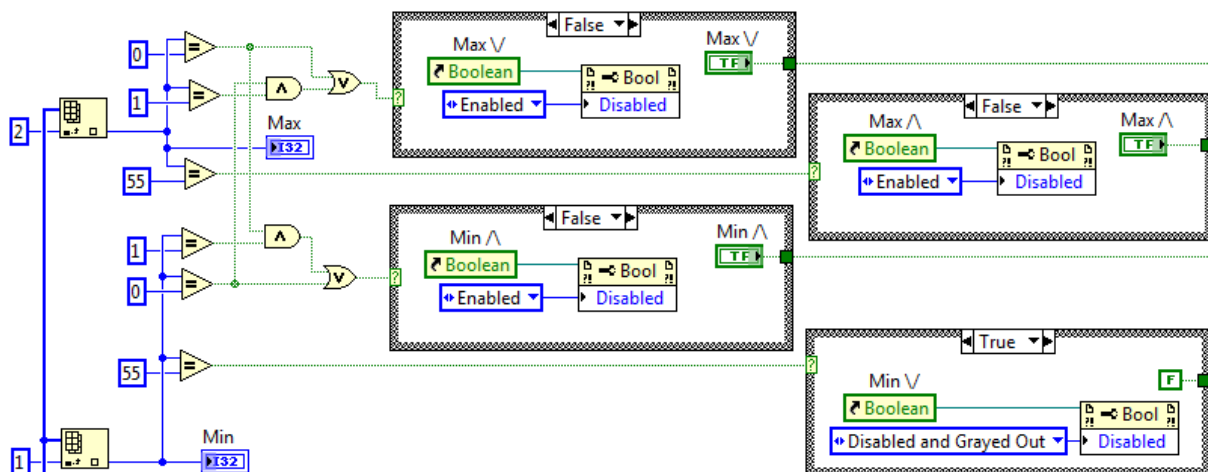 False
Max \/
Boolean
Bool
Enabled
Disabled
Max \/
TF
0
=
1
=
∧
∨
?
2
Max
I32
55
=
False
Max /\
Boolean
Bool
Enabled
Disabled
Max /\
TF
?
False
Min /\
Boolean
Bool
Enabled
Disabled
Min /\
TF
1
=
0
=
∧
∨
?
55
=
True
Min \/
Boolean
Bool
Disabled and Grayed Out
Disabled
F
?
1
Min
I32